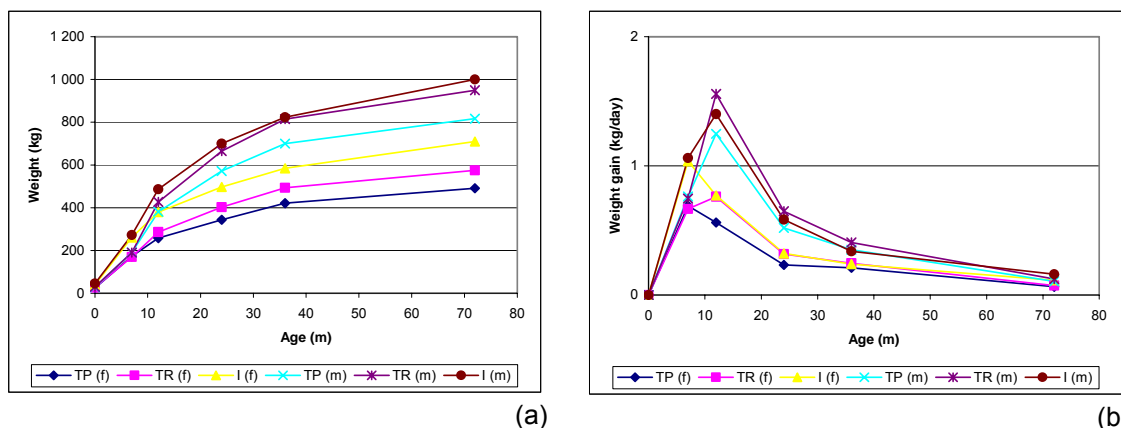 Weight (kg)
1 200
1 000
800
600
400
200
0
0 10 20 30 40 50 60 70 80
Age (m)
TP (f) TR (f) I (f) TP (m) TR (m) I (m)
(a)
Weight gain (kg/day)
2
1
0
0 10 20 30 40 50 60 70 80
Age (m)
TP (f) TR (f) I (f) TP (m) TR (m) I (m)
(b